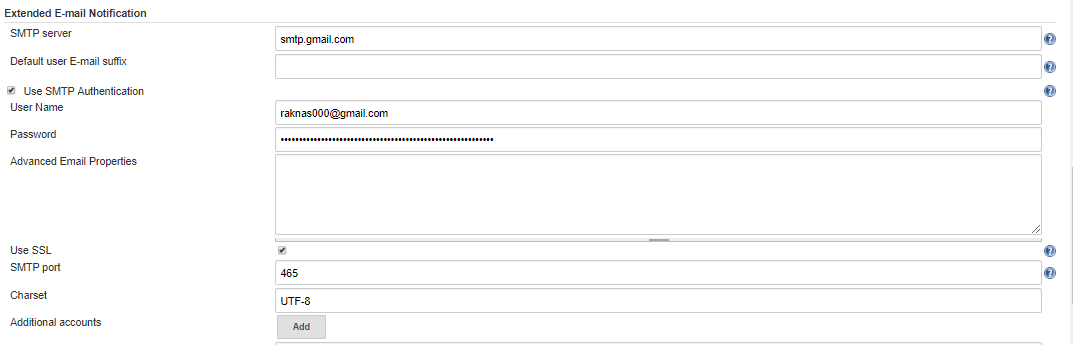 Extended E-mail Notification
SMTP server
smtp.gmail.com
Default user E-mail suffix
Use SMTP Authentication
User Name
raknas000@gmail.com
Password
Advanced Email Properties
Use SSL
SMTP port
465
Charset
UTF-8
Additional accounts
Add